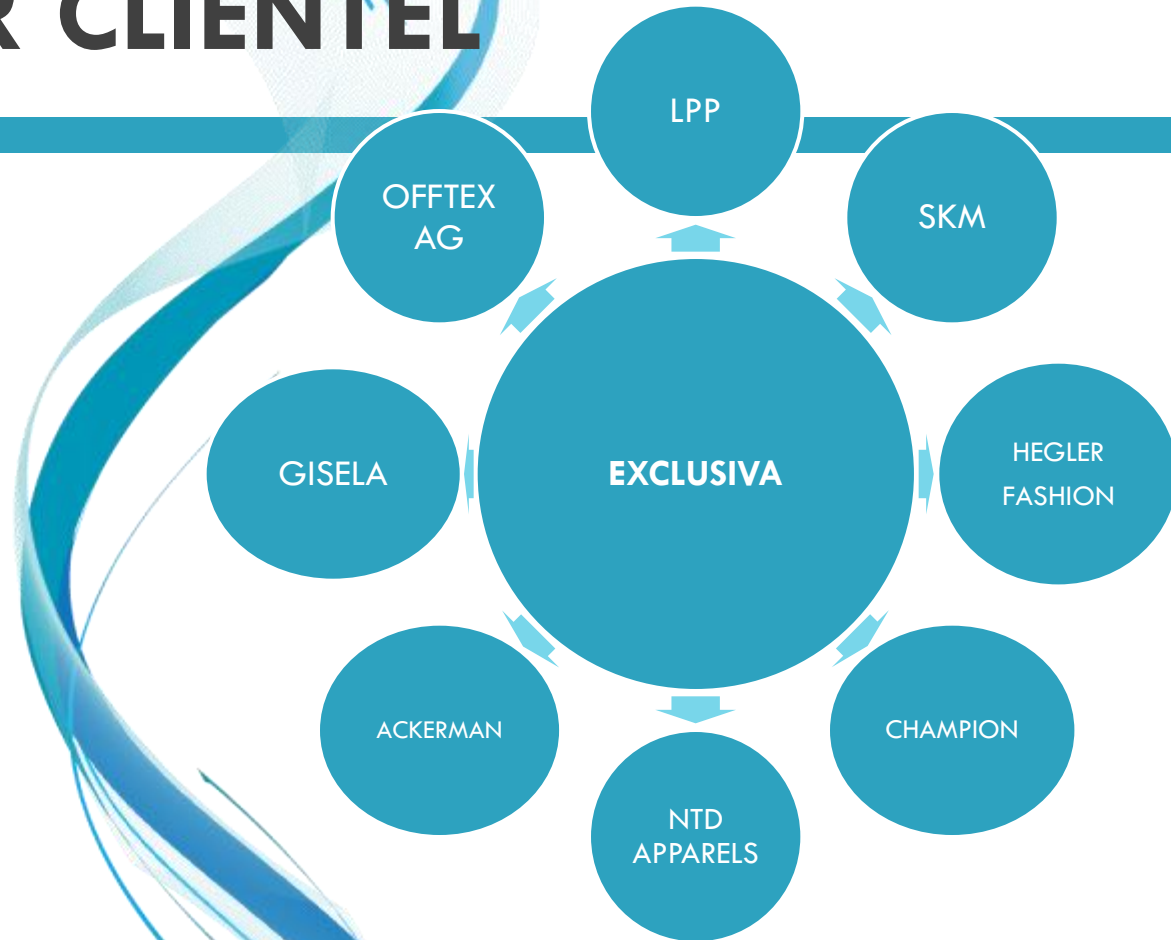 R CLIENTEL
LPP
OFFTEX
AG
SKM
GISELA
EXCLUSIVA
HEGLER
FASHION
ACKERMAN
CHAMPION
NTD
APPARELS